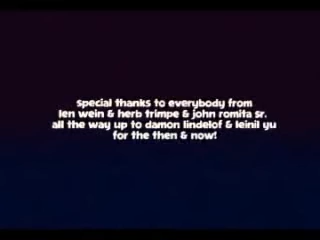 special thanks to everybody from
len wein & herb trimpe & john romita sr.
all the way up to damon lindelof & leinil yu
for the then & now!